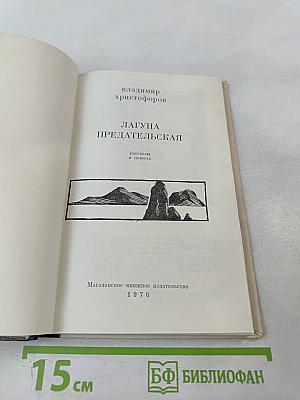 владимир
христофоров
ЛАГУНА
ПРЕДАТЕЛЬСКАЯ
рассказы
и повесть
Магаданское книжное издательство
1976
15 см
БФ БИБЛИОФАН